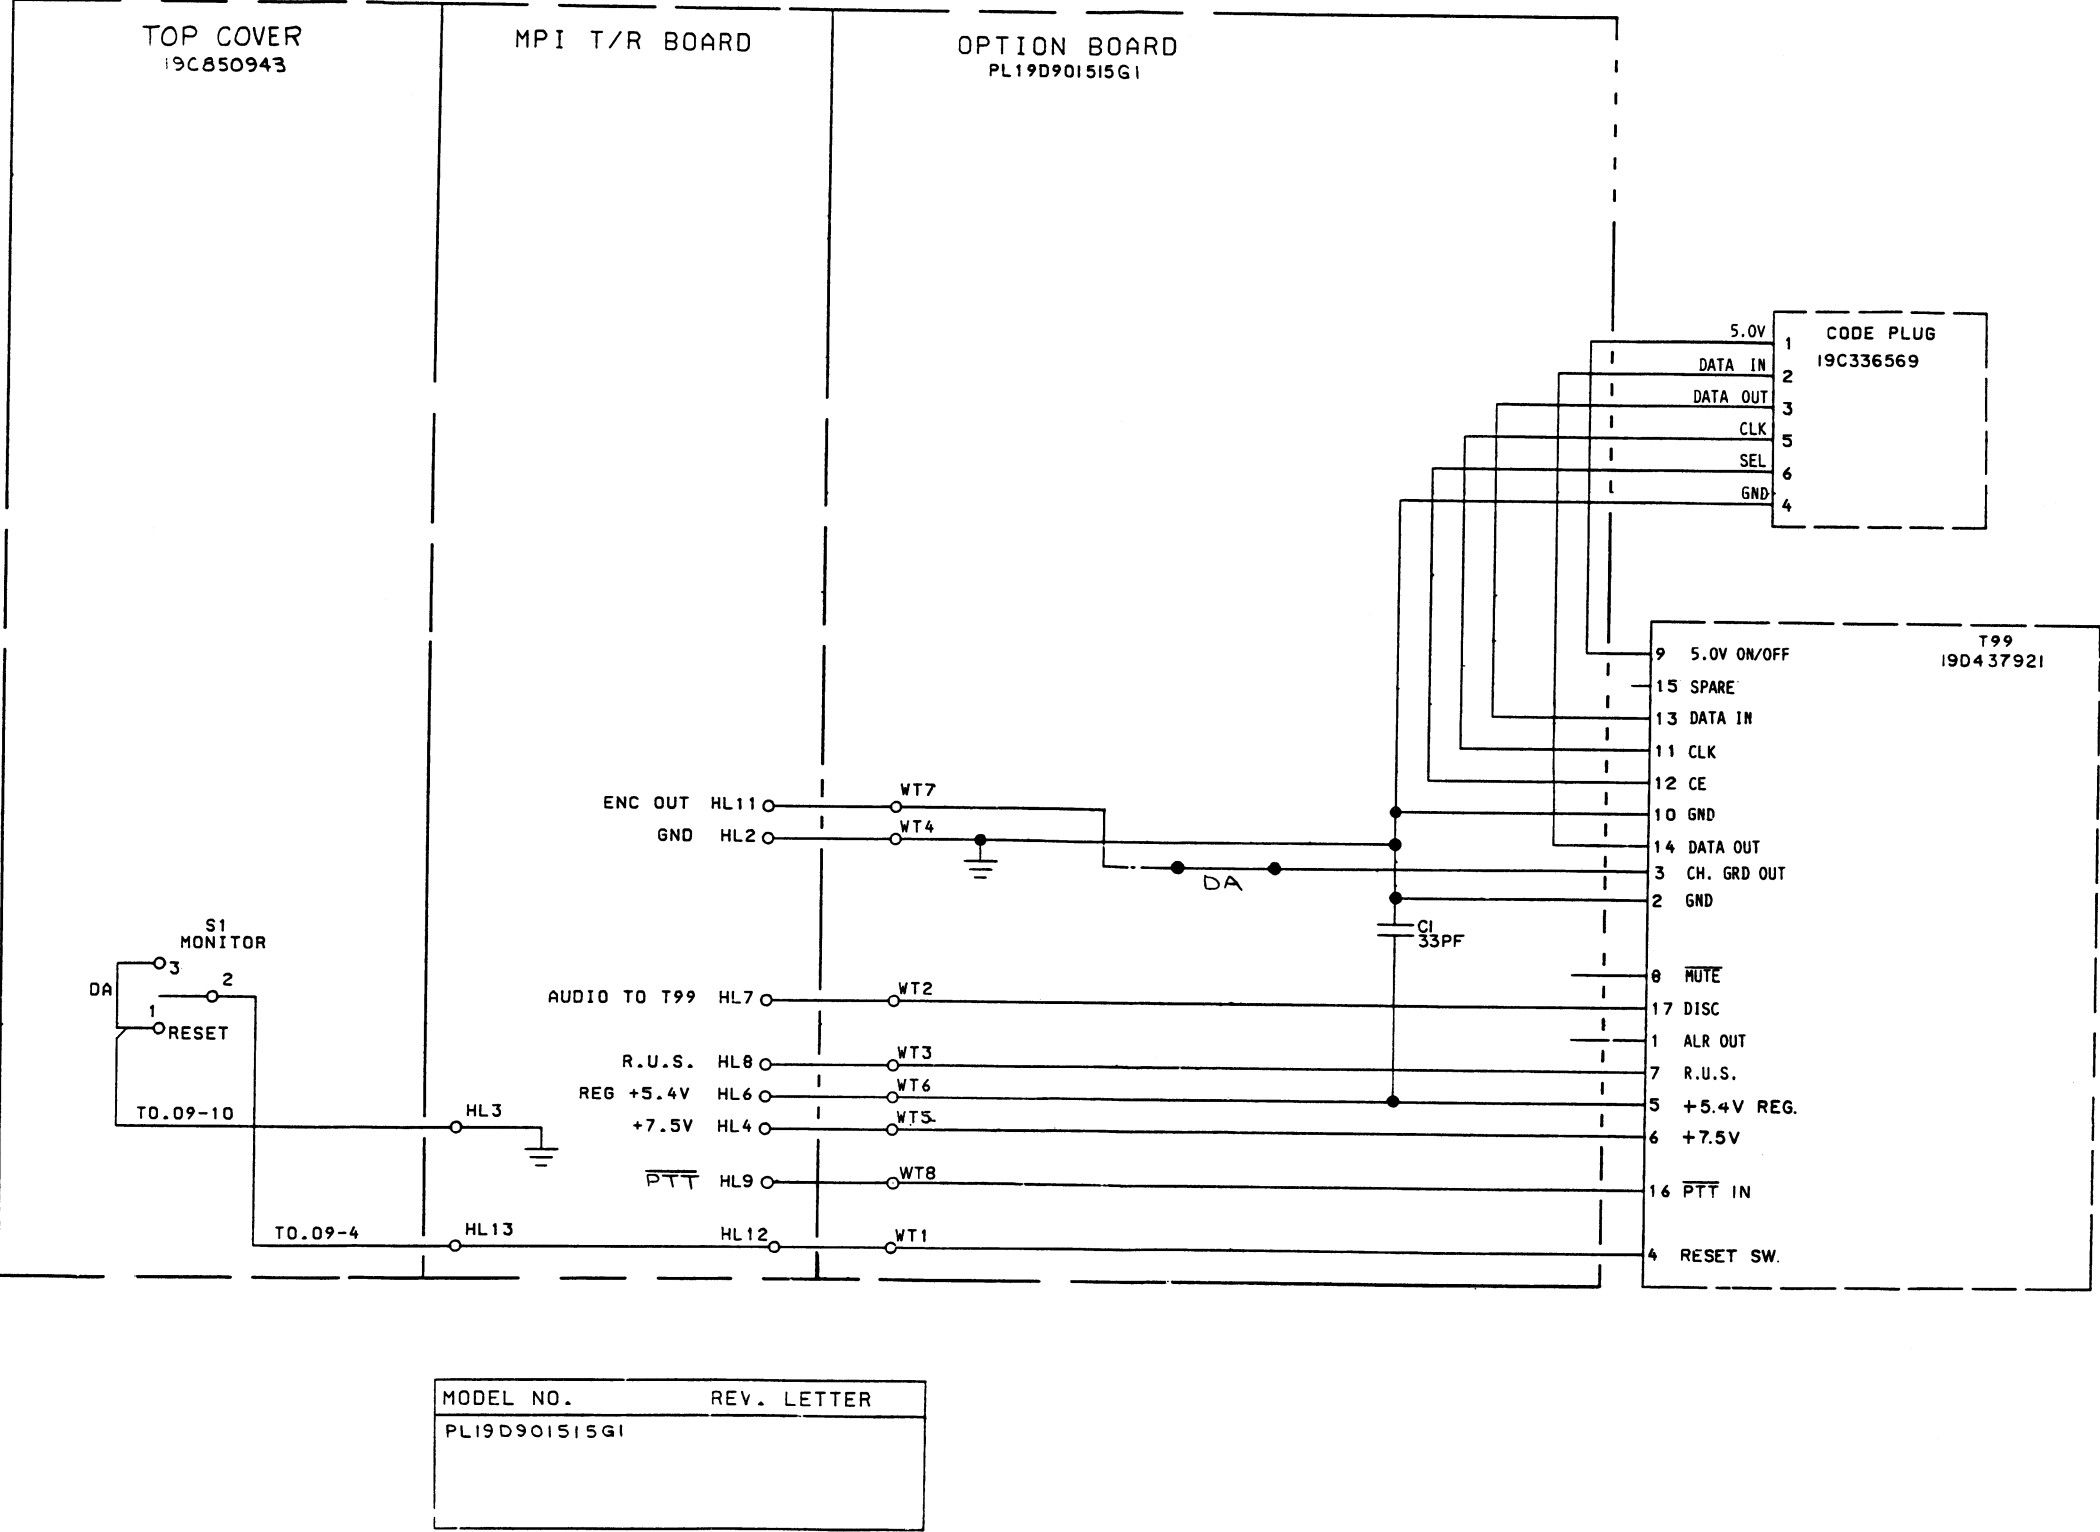 TOP COVER
19C850943
MPI T/R BOARD
OPTION BOARD
PL19D901515G1
5.0V
1
CODE PLUG
19C336569
DATA IN
2
DATA OUT
3
CLK
5
SEL
6
GND
4
T99
19D437921
9 5.0V ON/OFF
15 SPARE
13 DATA IN
11 CLK
12 CE
10 GND
14 DATA OUT
3 CH. GRD OUT
2 GND
8 MUTE
17 DISC
1 ALR OUT
7 R.U.S.
5 +5.4V REG.
6 +7.5V
16 PTT IN
4 RESET SW.
ENC OUT HL11 WT7
GND HL2 WT4
DA
C1
33PF
S1
MONITOR
3
2
DA
1
RESET
AUDIO TO T99 HL7 WT2
R.U.S. HL8 WT3
REG +5.4V HL6 WT6
+7.5V HL4 WT5
TO.09-10
HL3
PTT HL9 WT8
TO.09-4
HL13
HL12
WT1
MODEL NO. REV. LETTER
PL19D901515G1